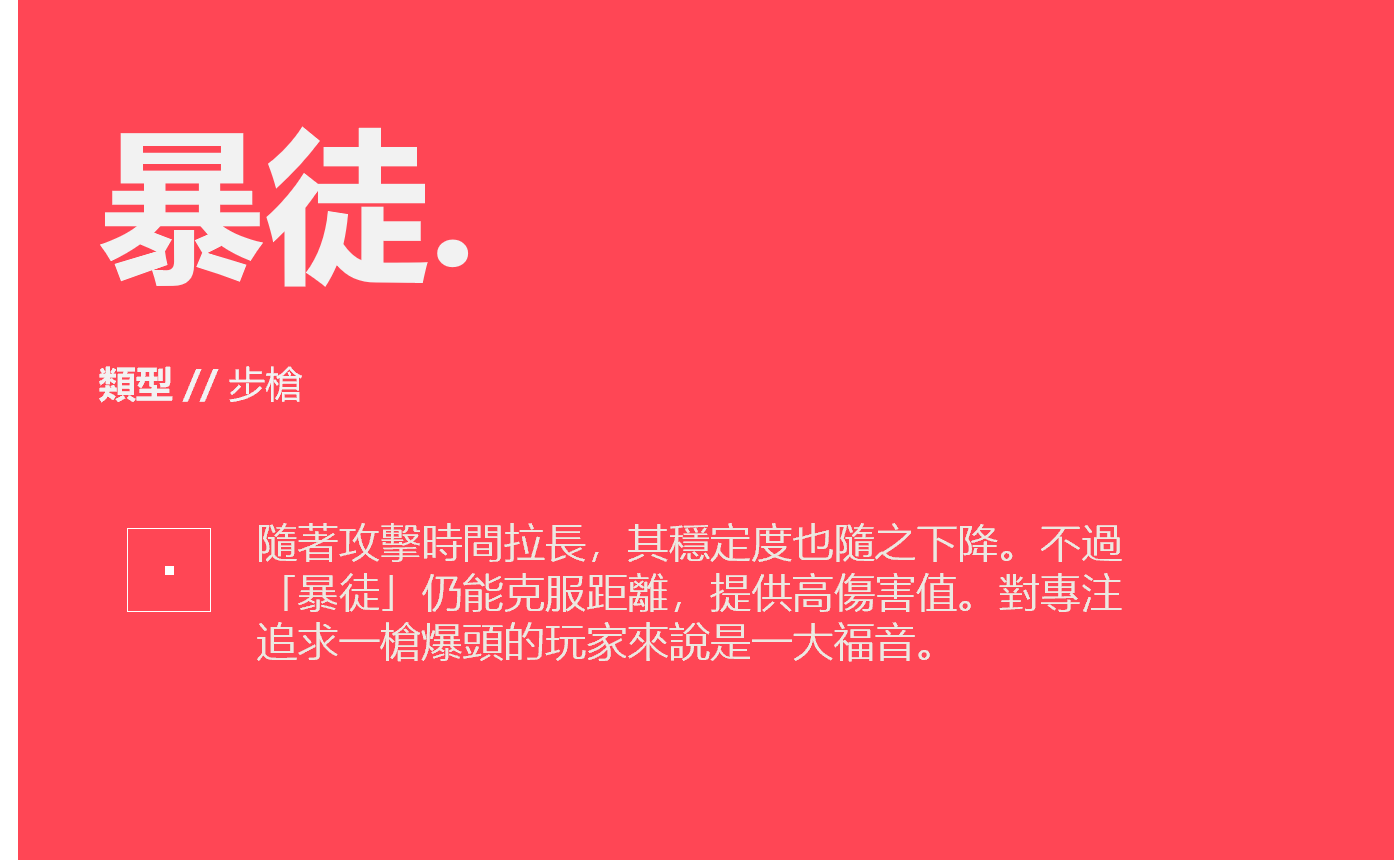 暴徒.
類型 // 步槍
隨著攻擊時間拉長，其穩定度也隨之下降。不過
「暴徒」仍能克服距離，提供高傷害值。對專注
追求一槍爆頭的玩家來說是一大福音。